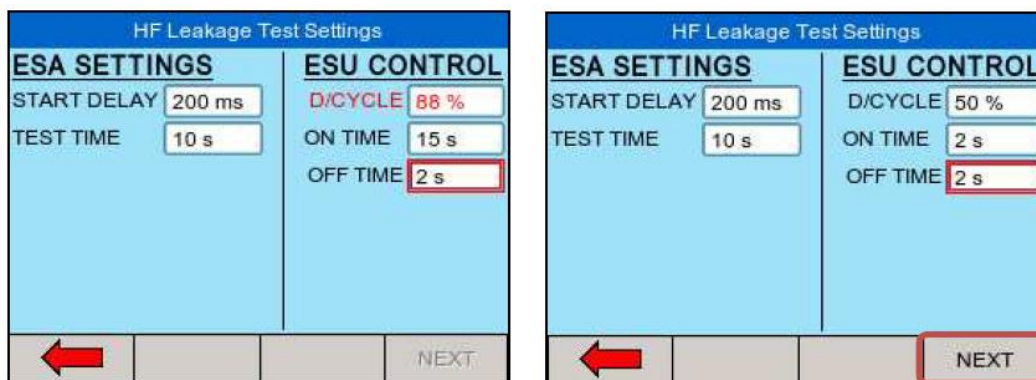 HF Leakage Test Settings
ESA SETTINGS
START DELAY 200 ms
TEST TIME 10 s
ESU CONTROL
D/CYCLE 88 %
ON TIME 15 s
OFF TIME 2 s
NEXT
HF Leakage Test Settings
ESA SETTINGS
START DELAY 200 ms
TEST TIME 10 s
ESU CONTROL
D/CYCLE 50 %
ON TIME 2 s
OFF TIME 2 s
NEXT